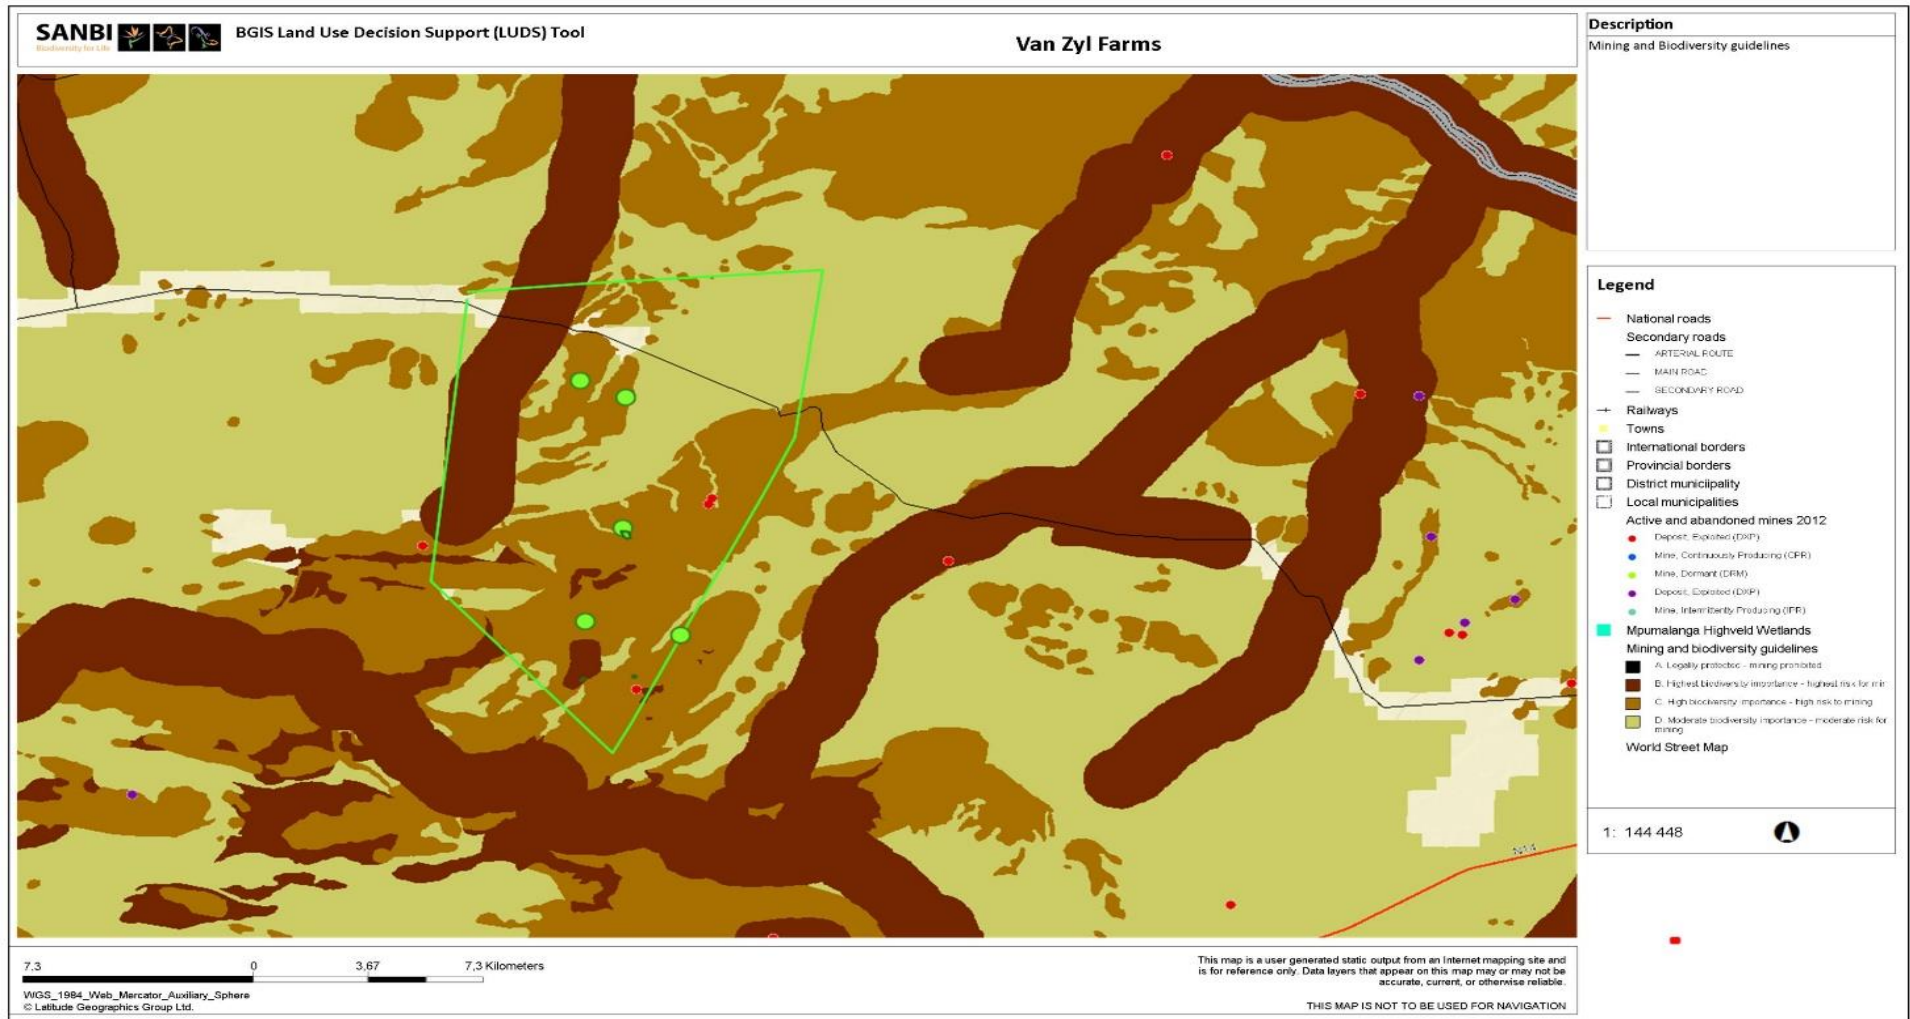 SANBI
Biodiversity for Life
BGIS Land Use Decision Support (LUDS) Tool
Van Zyl Farms
Description
Mining and Biodiversity guidelines
Legend
National roads
Secondary roads
ARTERIAL ROUTE
MAIN ROAD
SECONDARY ROAD
Railways
Towns
International borders
Provincial borders
District municiipality
Local municipalities
Active and abandoned mines 2012
Deposit, Exploited (DXP)
Mine, Continuously Producing (CPR)
Mine, Dormant (DRM)
Deposit, Exploited (DXP)
Mine, Intermittently Producing (IPR)
Mpumalanga Highveld Wetlands
Mining and biodiversity guidelines
A. Legally protected - mining prohibited
B. Highest biodiversity importance - highest risk for mir
C. High biodiversity importance - high risk to mining
D. Moderate biodiversity importance - moderate risk for
mining
World Street Map
1: 144 448
N14
7,3 0 3,67 7,3 Kilometers
WGS_1984_Web_Mercator_Auxiliary_Sphere
© Latitude Geographics Group Ltd.
This map is a user generated static output from an Internet mapping site and
is for reference only. Data layers that appear on this map may or may not be
accurate, current, or otherwise reliable.
THIS MAP IS NOT TO BE USED FOR NAVIGATION